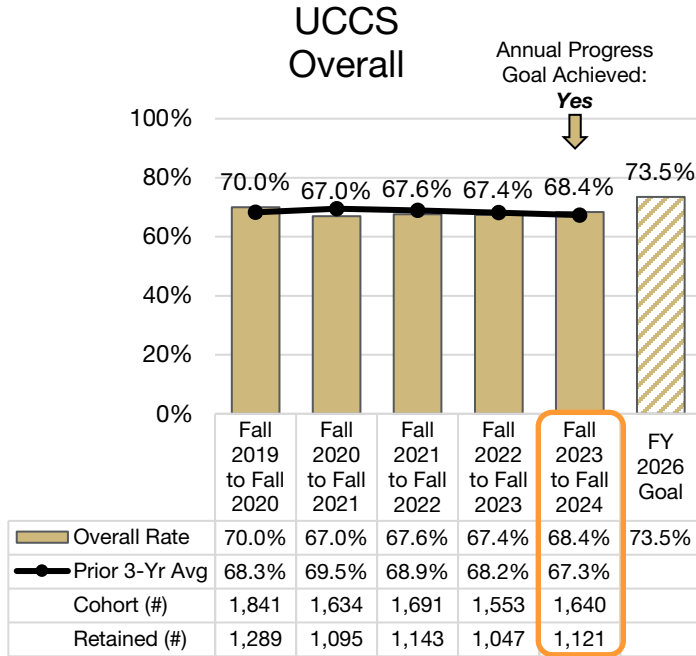 UCCS
Overall
Annual Progress
Goal Achieved:
Yes
100%
80%
60%
40%
20%
0%
70.0%
67.0%
67.6%
67.4%
68.4%
73.5%
Fall
2019
to Fall
2020
Fall
2020
to Fall
2021
Fall
2021
to Fall
2022
Fall
2022
to Fall
2023
Fall
2023
to Fall
2024
FY
2026
Goal
Overall Rate 70.0% 67.0% 67.6% 67.4% 68.4% 73.5%
Prior 3-Yr Avg 68.3% 69.5% 68.9% 68.2% 67.3%
Cohort (#) 1,841 1,634 1,691 1,553 1,640
Retained (#) 1,289 1,095 1,143 1,047 1,121